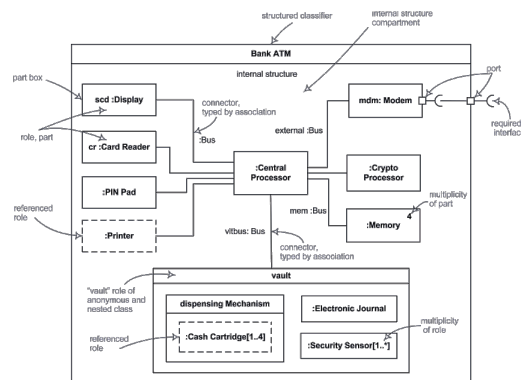 structured classifier
internal structure
compartment
Bank ATM
internal structure
part box
port
scd :Display
mdm: Modem
connector,
typed by association
:Bus
external :Bus
required
interface
role, part
cr :Card Reader
:Central
Processor
:Crypto
Processor
:PIN Pad
multiplicity
of part
referenced
role
:Printer
mem :Bus
4
:Memory
vitbus: Bus
connector,
typed by association
vault
"vault" role of
anonymous and
nested class
dispensing Mechanism
:Electronic Journal
multiplicity
of role
referenced
role
:Cash Cartridge[1..4]
:Security Sensor[1..*]